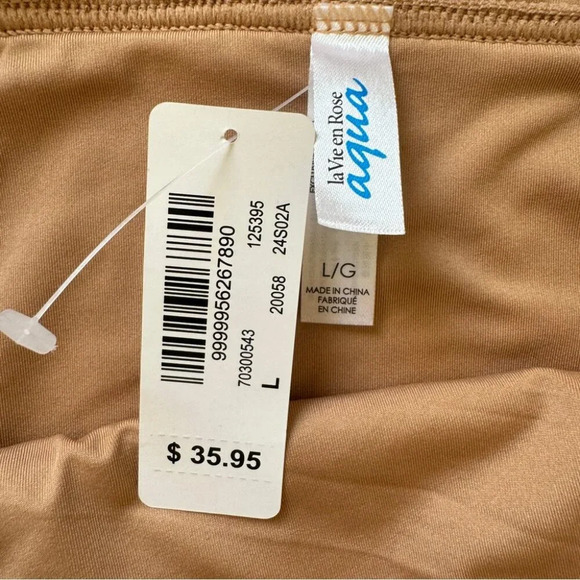 la Vie en Rose
aqua
L/G
MADE IN CHINA
FABRIQUÉ
EN CHINE
9999956267890
125395
24S02A
70300543
20058
L
$ 35.95